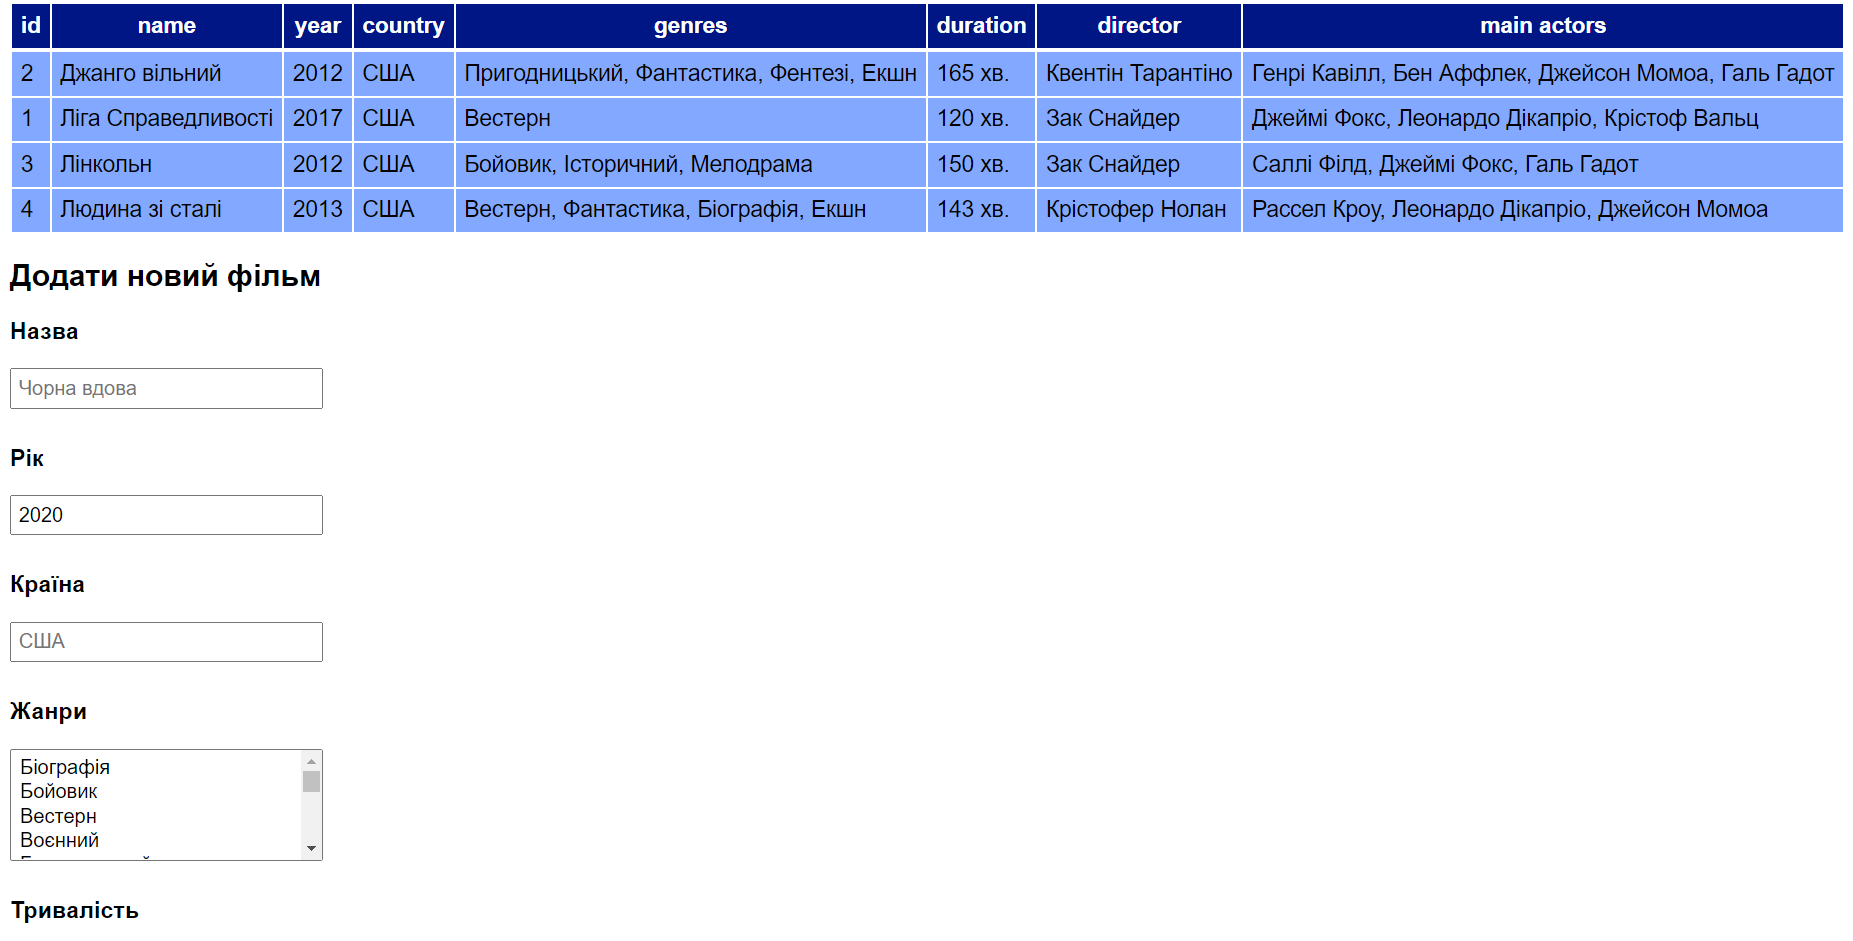 id name year country genres duration director main actors
2 Джанго вільний 2012 США Пригодницький, Фантастика, Фентезі, Екшн 165 хв. Квентін Тарантіно Генрі Кавілл, Бен Аффлек, Джейсон Момоа, Галь Гадот
1 Ліга Справедливості 2017 США Вестерн 120 хв. Зак Снайдер Джеймі Фокс, Леонардо Дікапріо, Крістоф Вальц
3 Лінкольн 2012 США Бойовик, Історичний, Мелодрама 150 хв. Зак Снайдер Саллі Філд, Джеймі Фокс, Галь Гадот
4 Людина зі сталі 2013 США Вестерн, Фантастика, Біографія, Екшн 143 хв. Крістофер Нолан Рассел Кроу, Леонардо Дікапріо, Джейсон Момоа
Додати новий фільм
Назва
Чорна вдова
Рік
2020
Країна
США
Жанри
Біографія
Бойовик
Вестерн
Воєнний
Тривалість